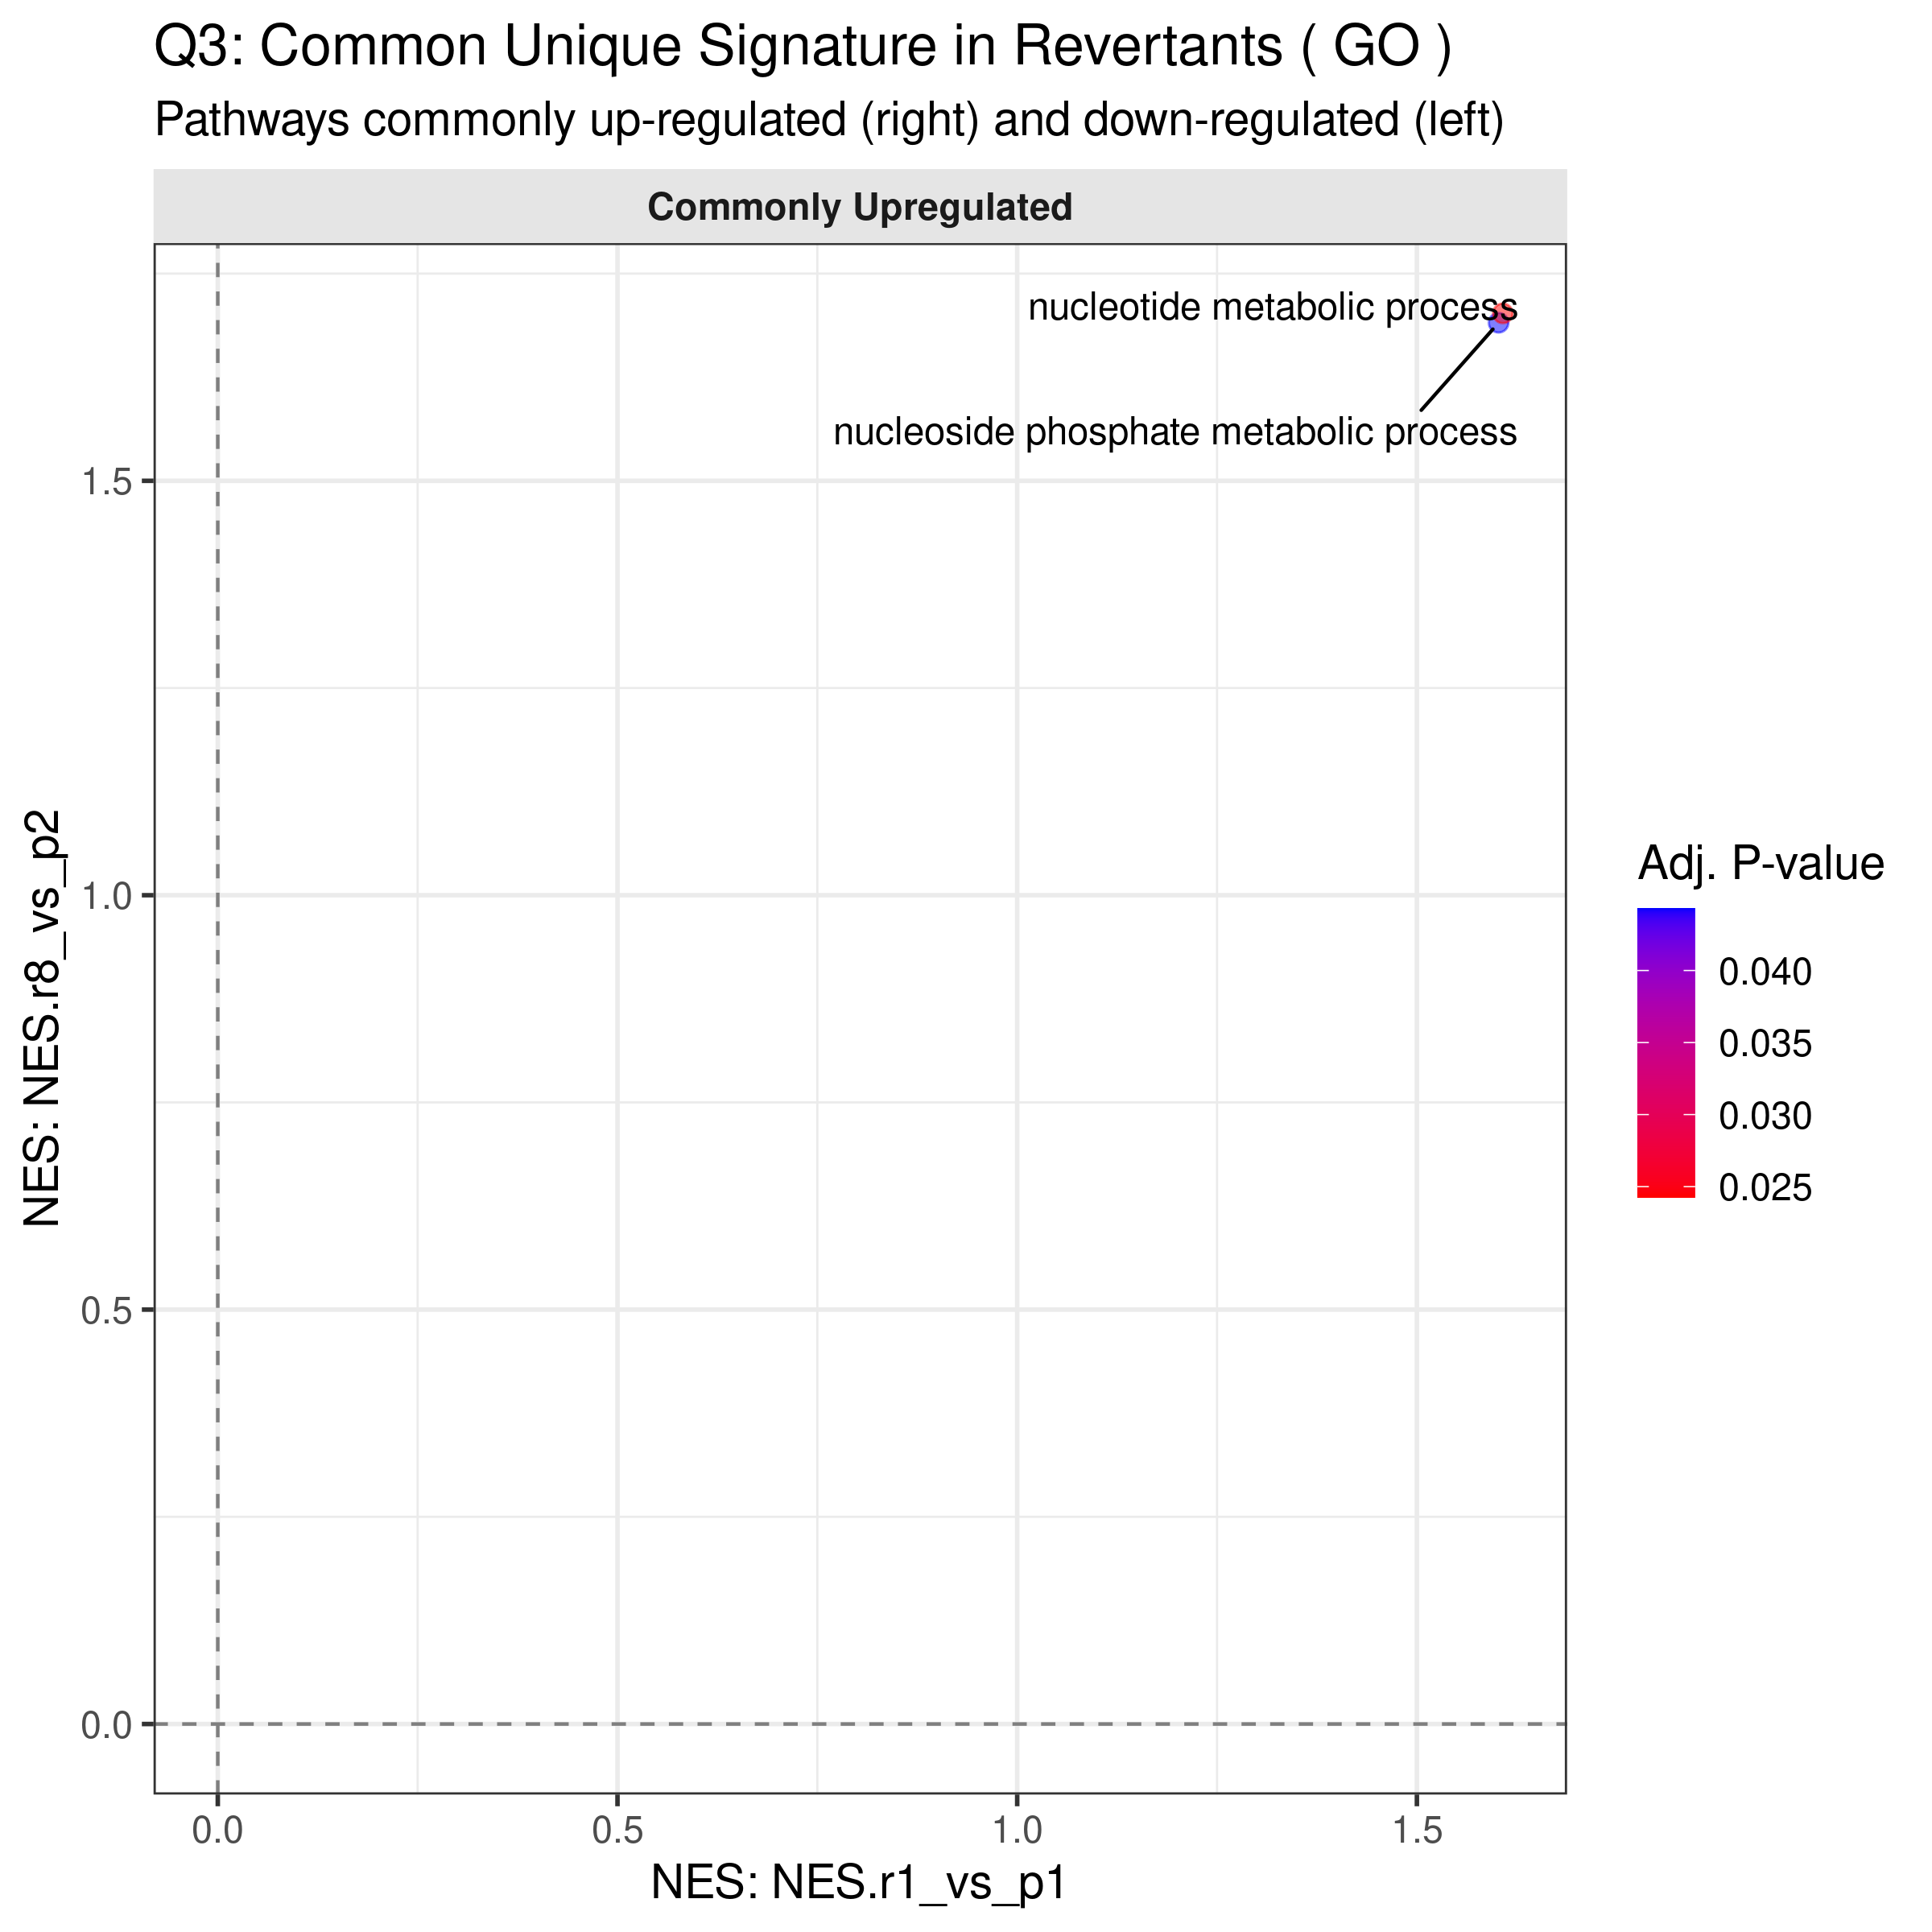 Q3: Common Unique Signature in Revertants ( GO )
Pathways commonly up-regulated (right) and down-regulated (left)
Commonly Upregulated
nucleotide metabolic process
nucleoside phosphate metabolic process
1.5
1.0
0.5
0.0
NES: NES.r8_vs_p2
0.0
0.5
1.0
1.5
NES: NES.r1_vs_p1
Adj. P-value
0.040
0.035
0.030
0.025